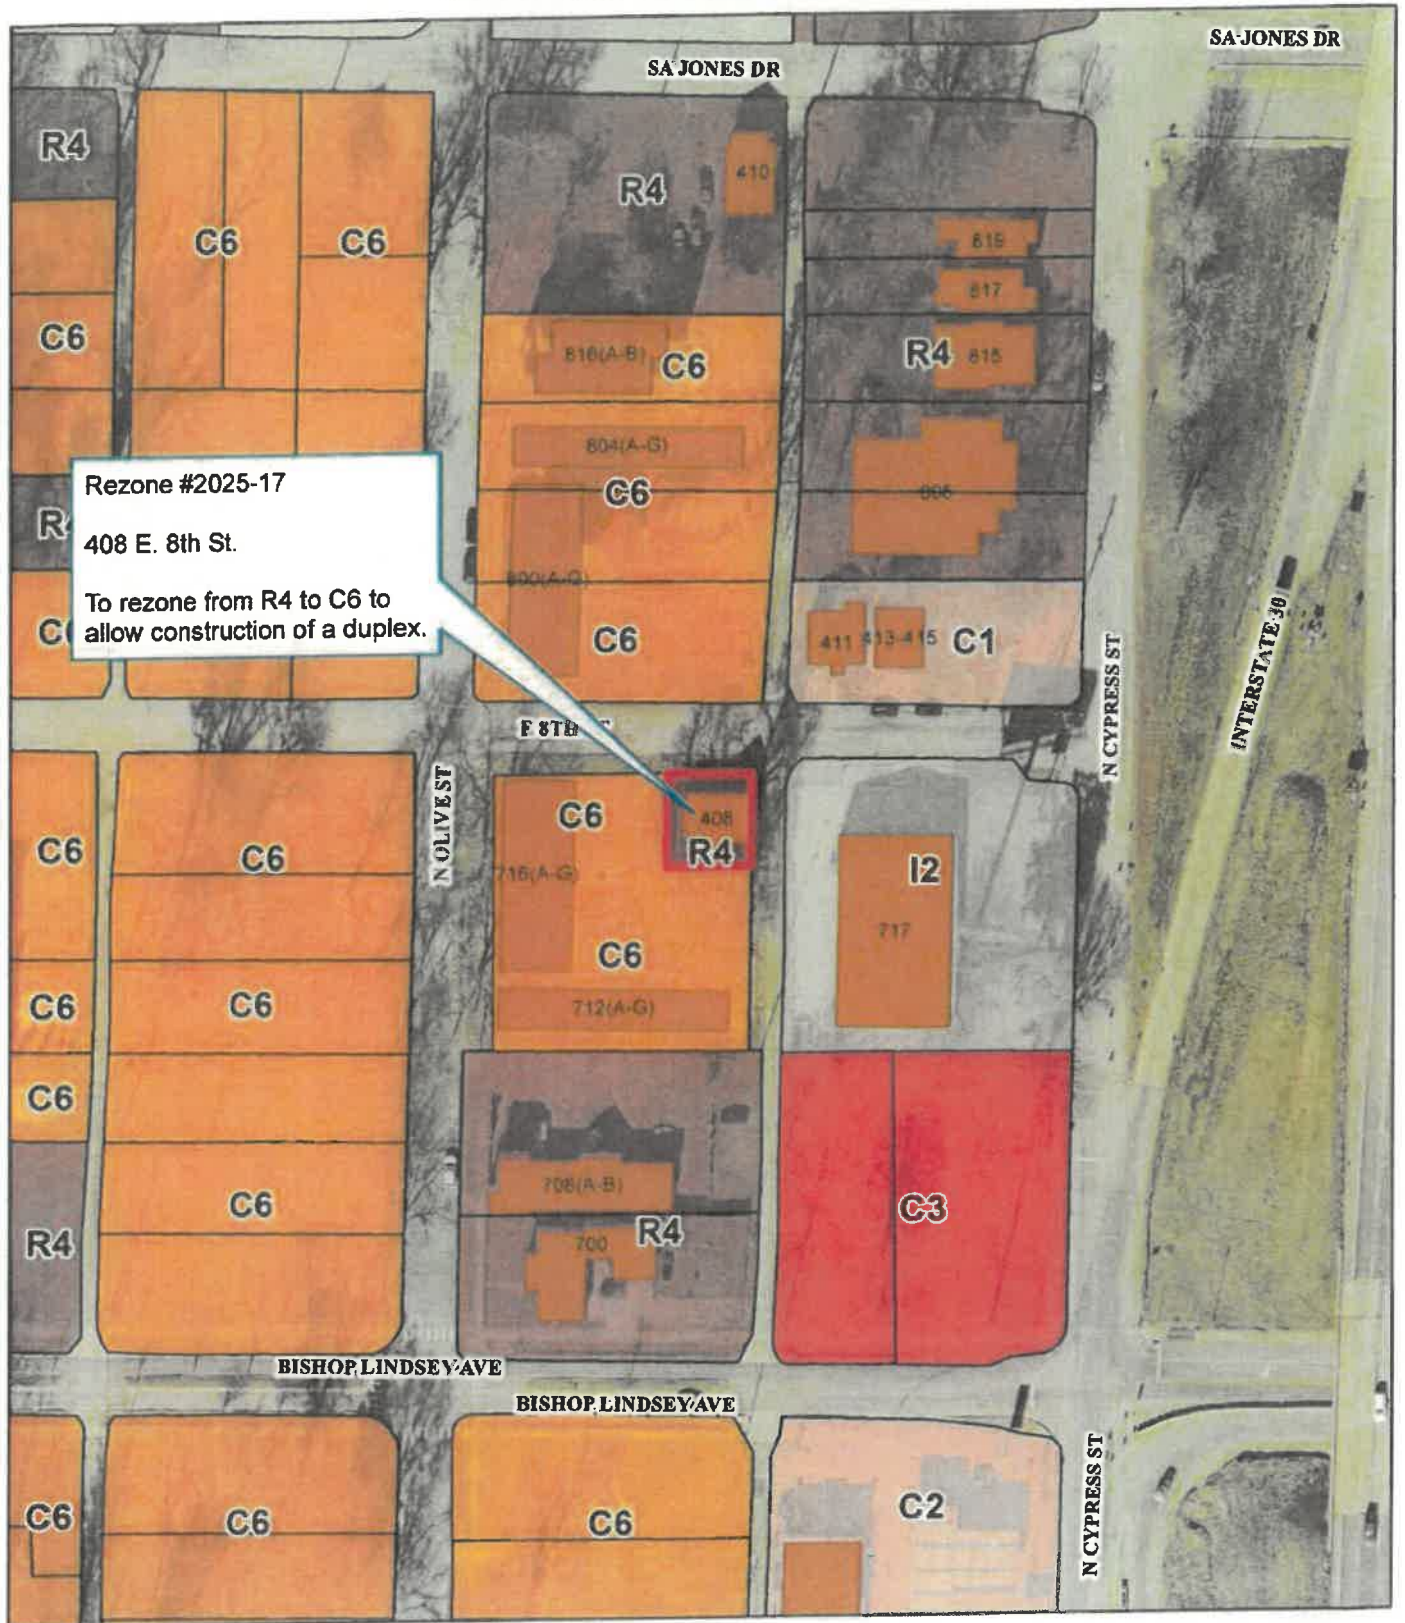 SA JONES DR
SA JONES DR
R4
C6
C6
R4
410
819
817
C6
816(A-B)
C6
R4
815
804(A-G)
C6
Rezone #2025-17
408 E. 8th St.
To rezone from R4 to C6 to
allow construction of a duplex.
C6
411
413-415
C1
N CYPRESS ST
INTERSTATE 30
E 8TH
N OLIVE ST
C6
408
R4
C6
C6
716(A-G)
I2
717
C6
C6
C6
712(A-G)
C6
708(A-B)
C6
C3
R4
R4
700
BISHOP LINDSEY AVE
BISHOP LINDSEY AVE
N CYPRESS ST
C6
C6
C6
C2